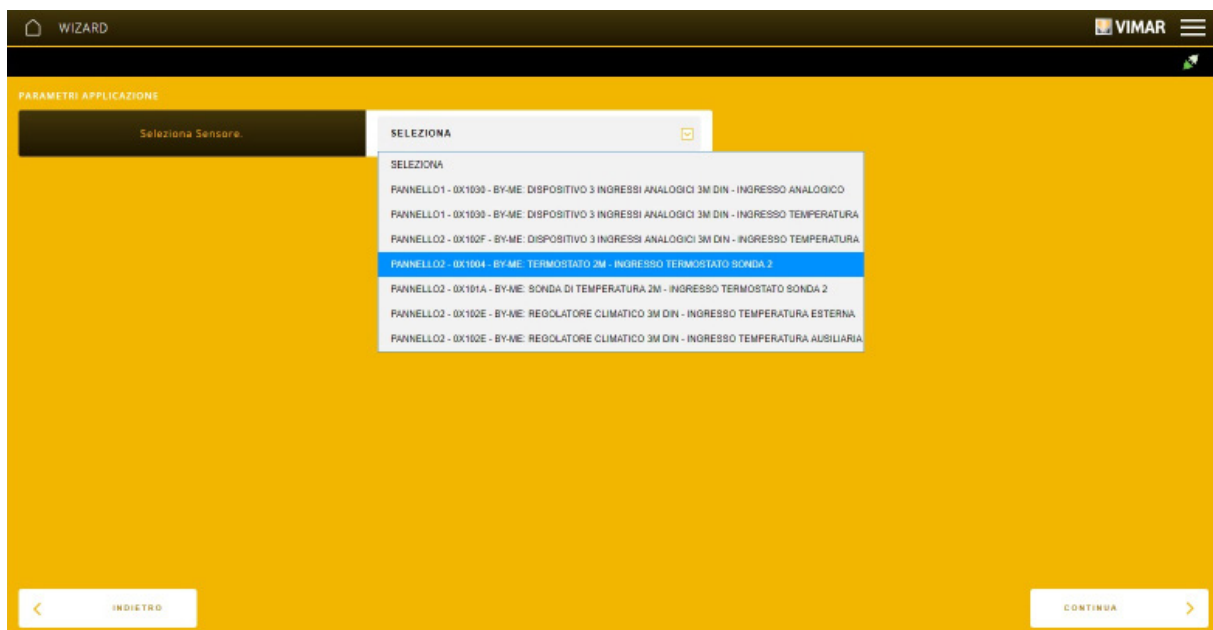 WIZARD
VIMAR
PARAMETRI APPLICAZIONE
Seleziona Sensore.
SELEZIONA
SELEZIONA
PANNELLO1 - 0X1030 - BY-ME: DISPOSITIVO 3 INGRESSI ANALOGICI 3M DIN - INGRESSO ANALOGICO
PANNELLO1 - 0X1030 - BY-ME: DISPOSITIVO 3 INGRESSI ANALOGICI 3M DIN - INGRESSO TEMPERATURA
PANNELLO2 - 0X102F - BY-ME: DISPOSITIVO 3 INGRESSI ANALOGICI 3M DIN - INGRESSO TEMPERATURA
PANNELLO2 - 0X1004 - BY-ME: TERMOSTATO 2M - INGRESSO TERMOSTATO SONDA 2
PANNELLO2 - 0X101A - BY-ME: SONDA DI TEMPERATURA 2M - INGRESSO TERMOSTATO SONDA 2
PANNELLO2 - 0X102E - BY-ME: REGOLATORE CLIMATICO 3M DIN - INGRESSO TEMPERATURA ESTERNA
PANNELLO2 - 0X102E - BY-ME: REGOLATORE CLIMATICO 3M DIN - INGRESSO TEMPERATURA AUSILIARIA
INDIETRO
CONTINUA